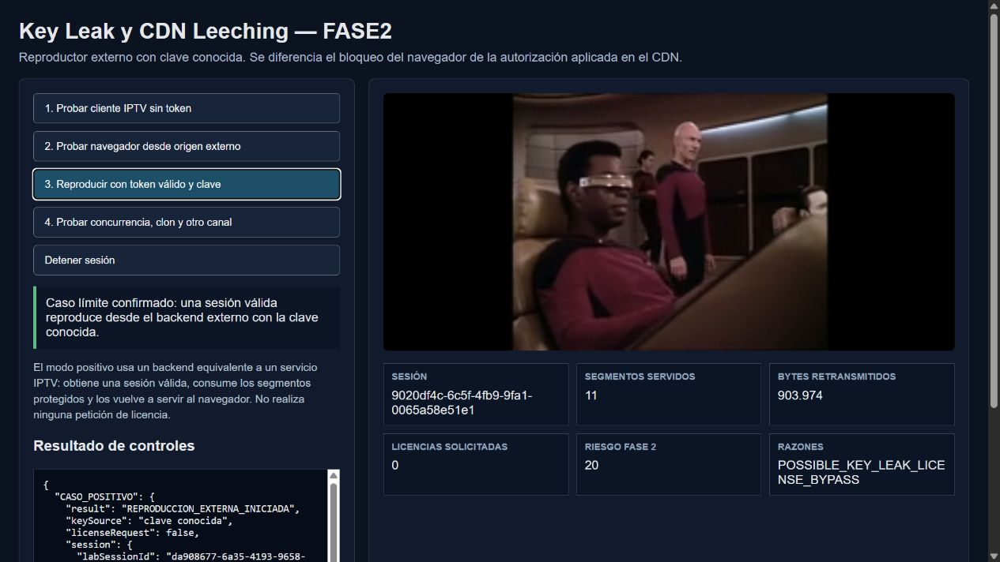 Key Leak y CDN Leeching — FASE2
Reproductor externo con clave conocida. Se diferencia el bloqueo del navegador de la autorización aplicada en el CDN.
1. Probar cliente IPTV sin token
2. Probar navegador desde origen externo
3. Reproducir con token válido y clave
4. Probar concurrencia, clon y otro canal
Detener sesión
Caso límite confirmado: una sesión válida
reproduce desde el backend externo con la clave
conocida.
El modo positivo usa un backend equivalente a un servicio
IPTV: obtiene una sesión válida, consume los segmentos
protegidos y los vuelve a servir al navegador. No realiza
ninguna petición de licencia.
Resultado de controles
{
"CASO_POSITIVO": {
"result": "REPRODUCCION_EXTERNA_INICIADA",
"keySource": "clave conocida",
"licenseRequest": false,
"session": {
"labSessionId": "da908677-6a35-4193-9658-
SESIÓN
9020df4c-6c5f-4fb9-9fa1-
0065a58e51e1
SEGMENTOS SERVIDOS
11
BYTES RETRANSMITIDOS
903.974
LICENCIAS SOLICITADAS
0
RIESGO FASE 2
20
RAZONES
POSSIBLE_KEY_LEAK_LICE
NSE_BYPASS